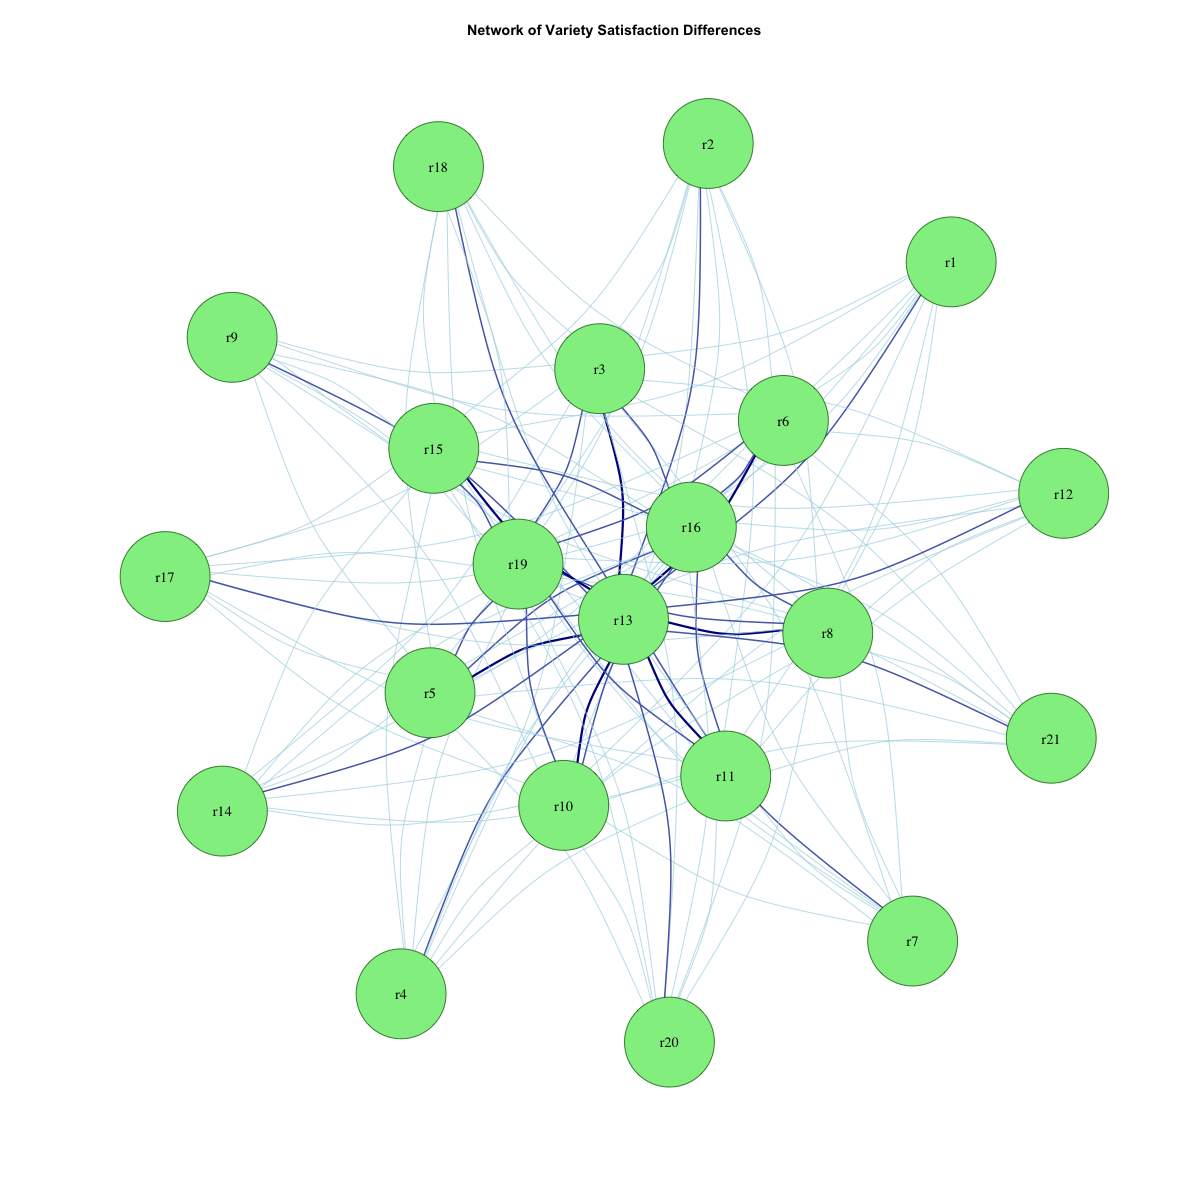 Network of Variety Satisfaction Differences
r2
r18
r1
r9
r3
r6
r15
r12
r16
r19
r17
r13
r8
r5
r21
r11
r10
r14
r7
r4
r20